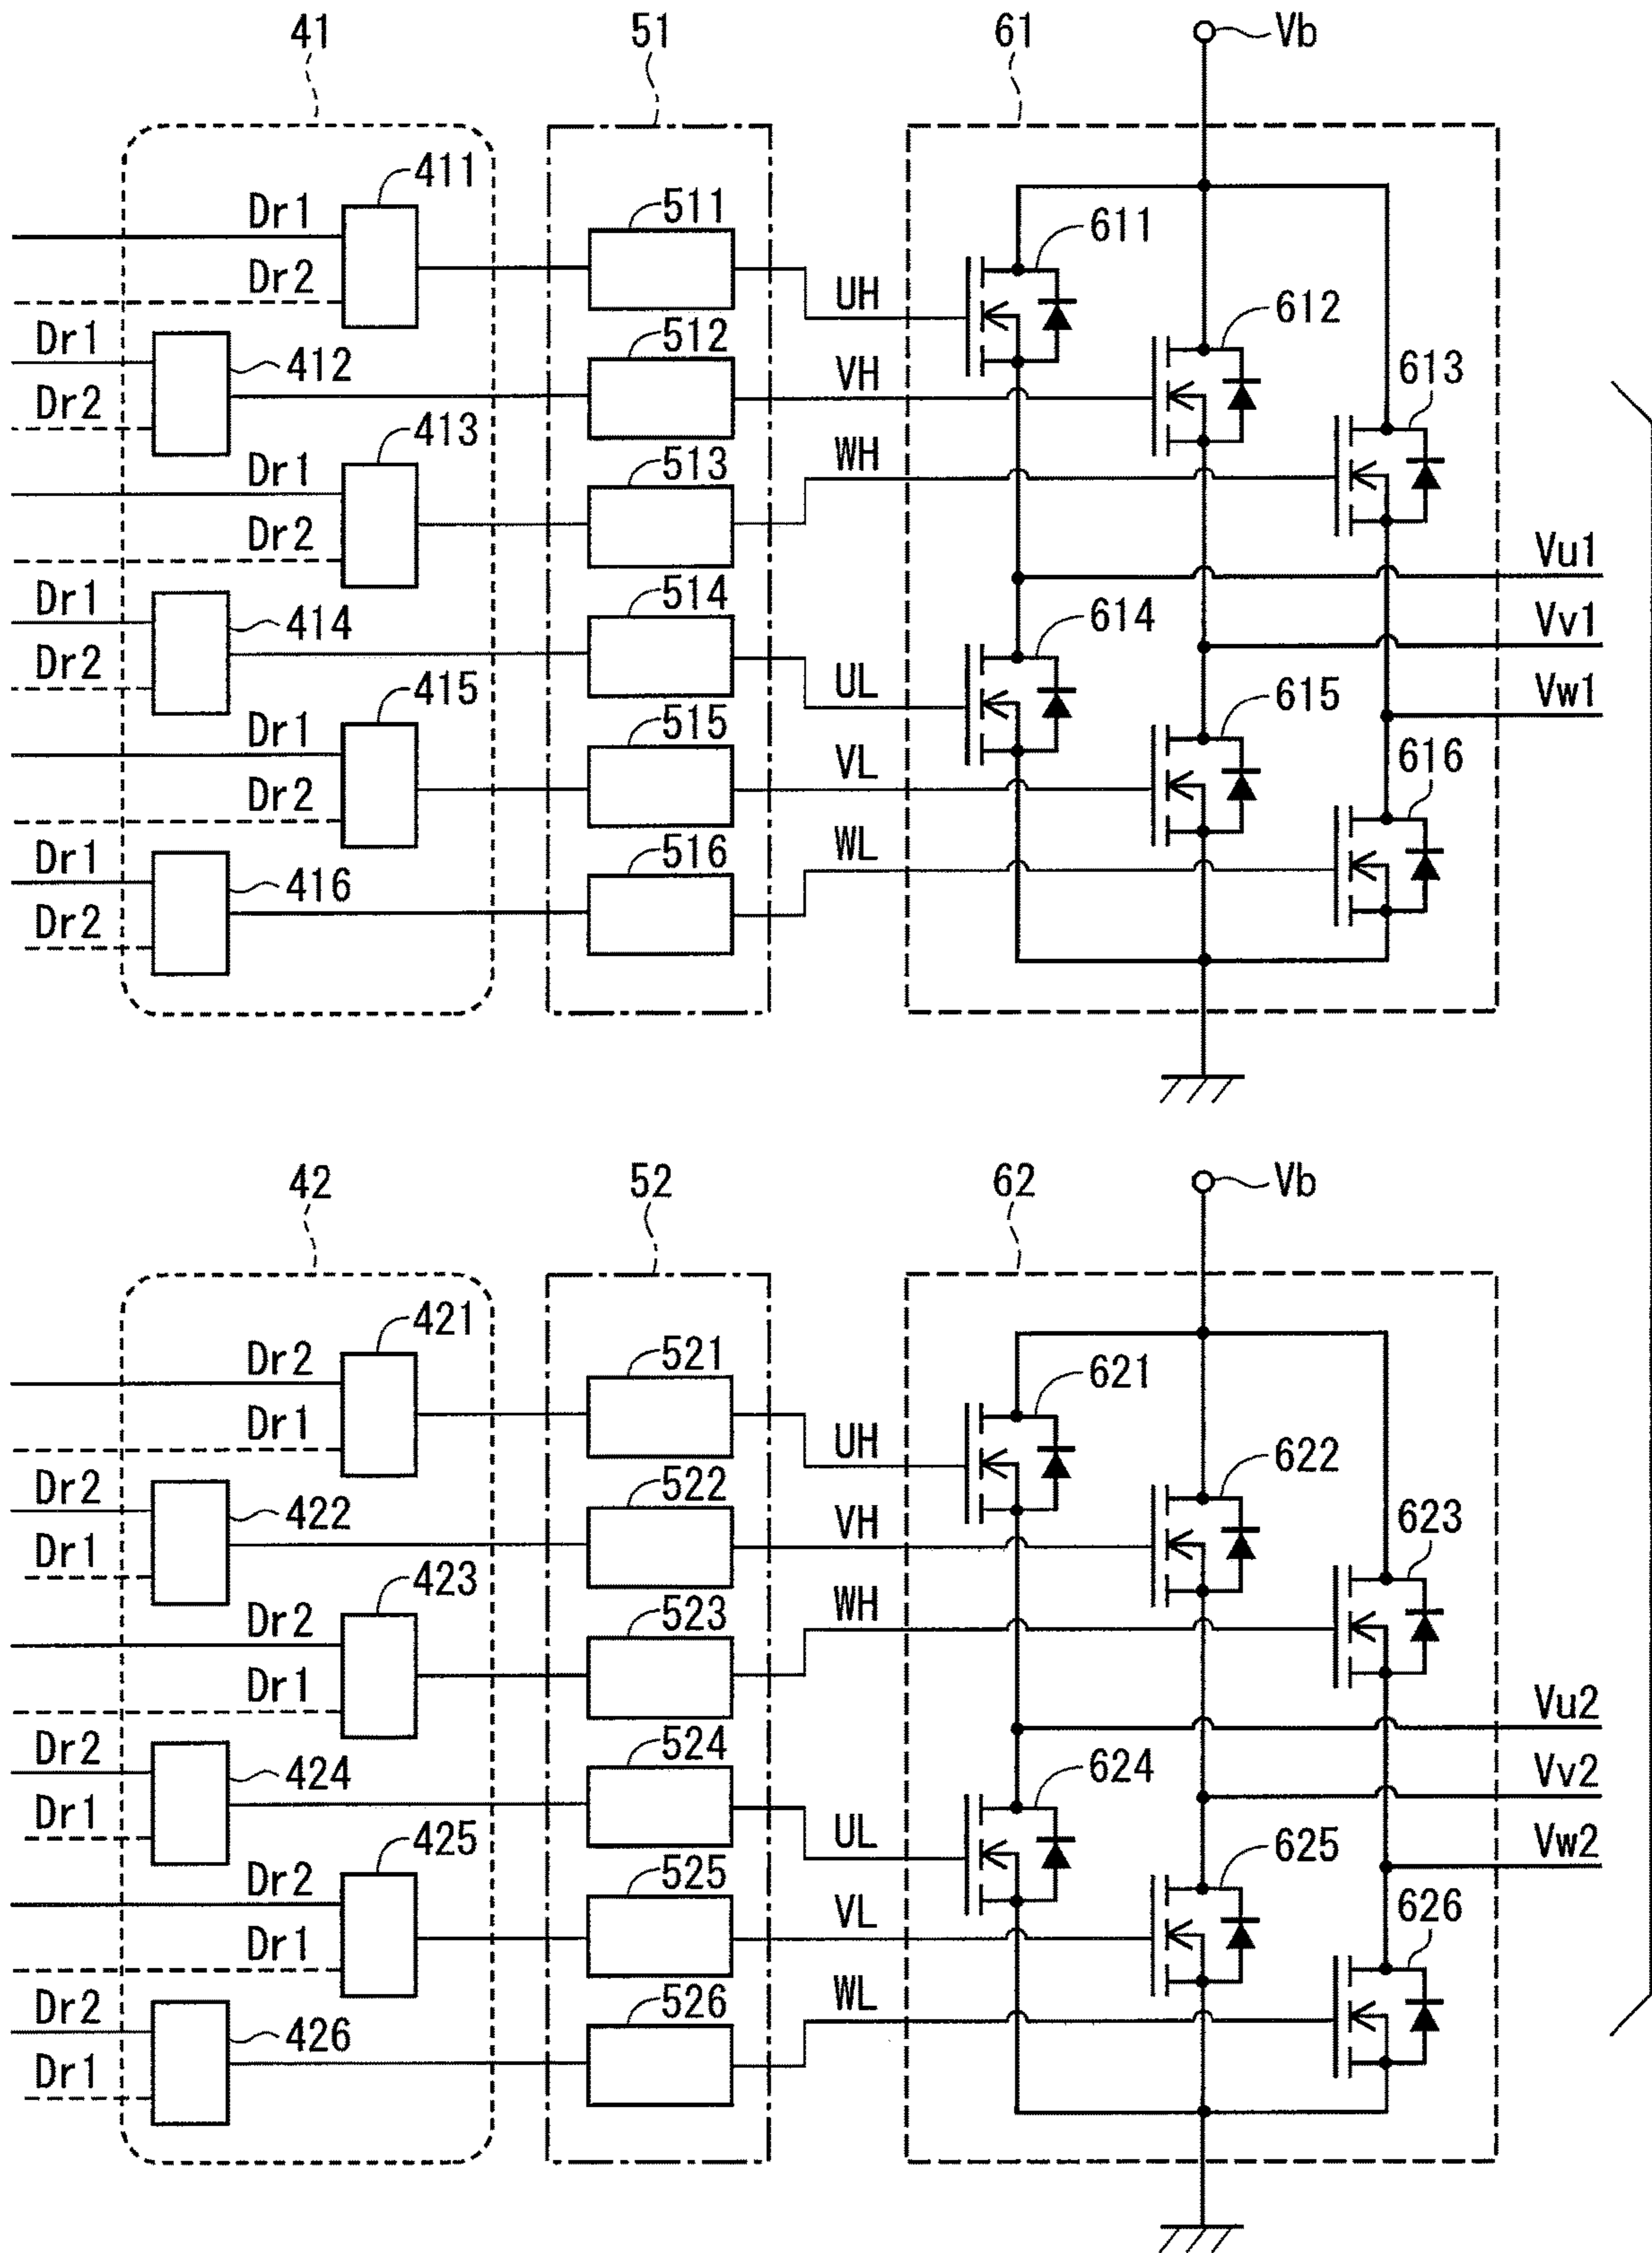 41
51
61
Vb
411
Dr1
511
611
Dr2
UH
612
Dr1
412
512
Dr2
VH
613
413
Dr1
513
WH
Dr2
Vu1
Dr1
414
514
614
Vv1
Dr2
UL
415
615
Vw1
Dr1
515
VL
616
Dr2
Dr1
416
516
WL
Dr2
42
52
62
Vb
421
Dr2
521
621
Dr1
UH
622
Dr2
422
522
VH
623
Dr1
423
Dr2
523
WH
Dr1
Vu2
Dr2
424
524
624
Vv2
Dr1
UL
425
625
Vw2
Dr2
525
VL
626
Dr1
Dr2
426
526
WL
Dr1